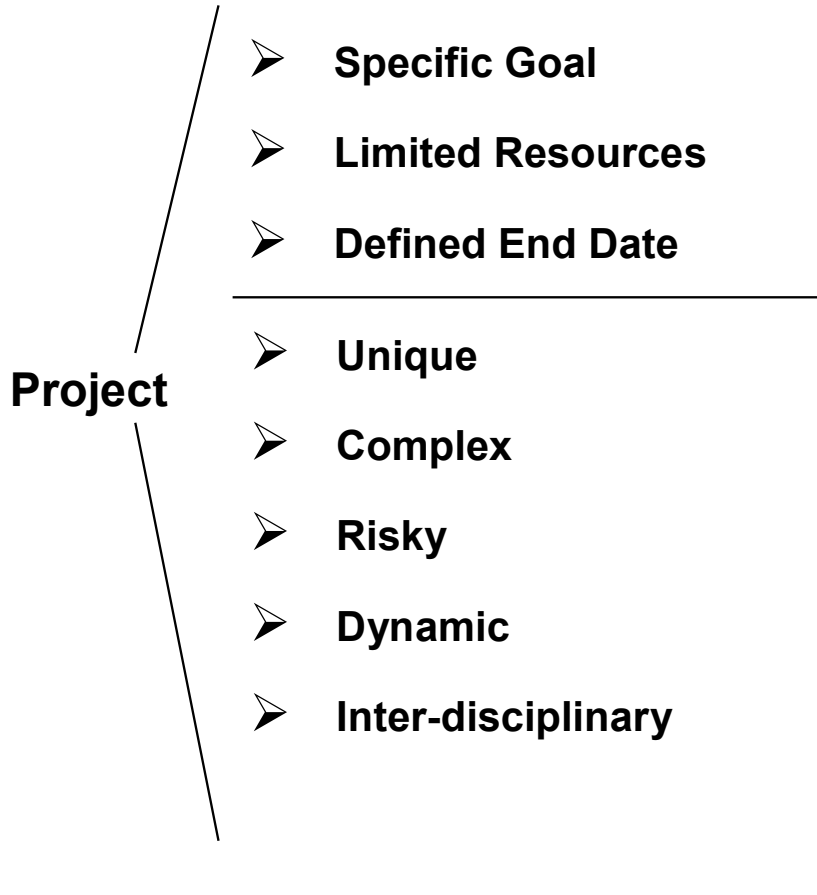 Project
Specific Goal
Limited Resources
Defined End Date
Unique
Complex
Risky
Dynamic
Inter-disciplinary